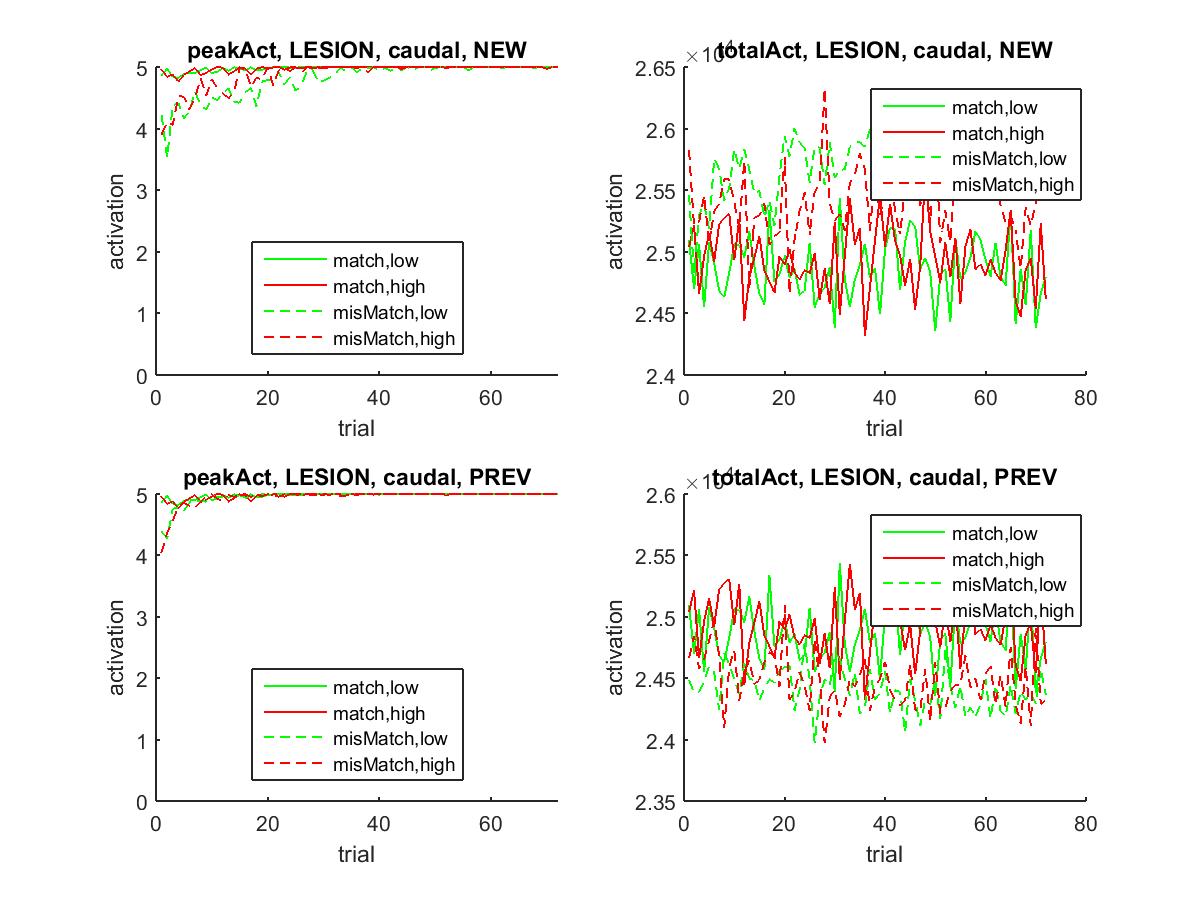 peakAct, LESION, caudal, NEW
5
4
3
2
1
0
activation
match,low
match,high
misMatch,low
misMatch,high
0 20 40 60
trial
×10⁴
totalAct, LESION, caudal, NEW
2.65
2.6
2.55
2.5
2.45
2.4
activation
match,low
match,high
misMatch,low
misMatch,high
0 20 40 60 80
trial
peakAct, LESION, caudal, PREV
5
4
3
2
1
0
activation
match,low
match,high
misMatch,low
misMatch,high
0 20 40 60
trial
×10⁴
totalAct, LESION, caudal, PREV
2.6
2.55
2.5
2.45
2.4
2.35
activation
match,low
match,high
misMatch,low
misMatch,high
0 20 40 60 80
trial